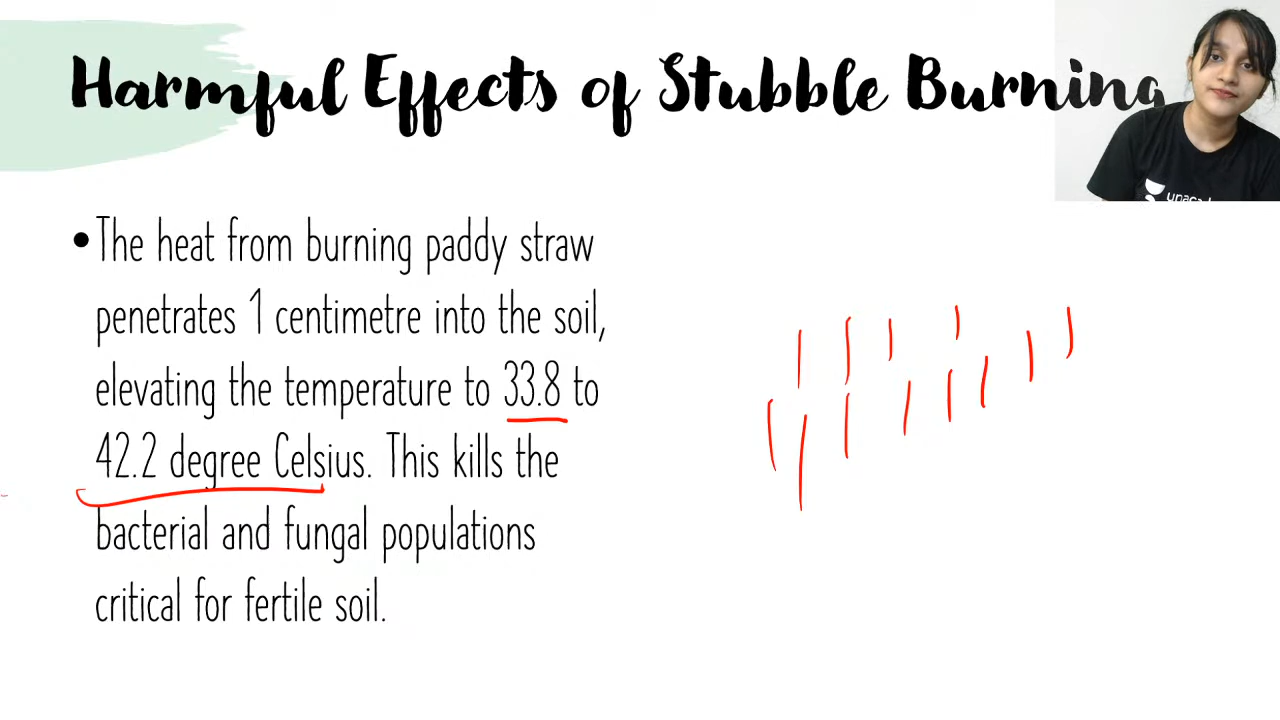 Harmful Effects of Stubble Burning
•The heat from burning paddy straw
penetrates 1 centimetre into the soil,
elevating the temperature to 33.8 to
42.2 degree Celsius. This kills the
bacterial and fungal populations
critical for fertile soil.